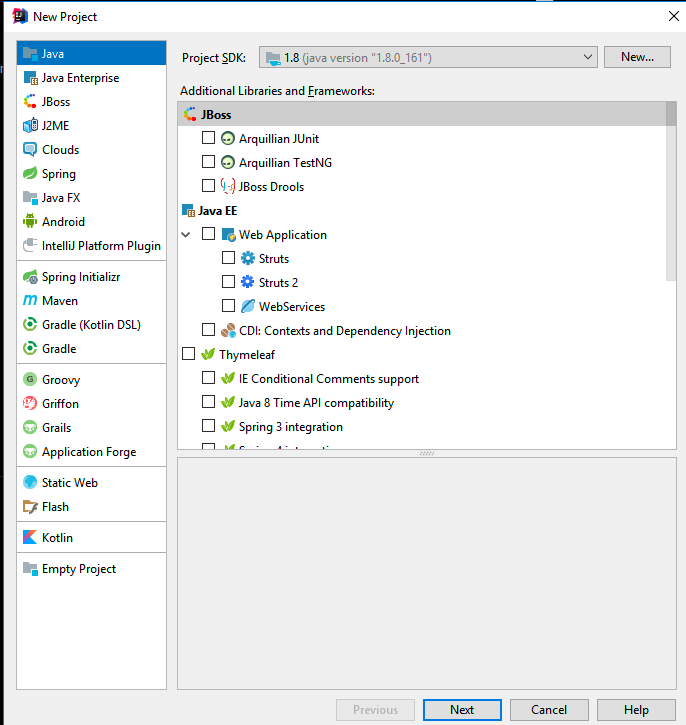 New Project
Java
Java Enterprise
JBoss
J2ME
Clouds
Spring
Java FX
Android
IntelliJ Platform Plugin
Spring Initializr
Maven
Gradle (Kotlin DSL)
Gradle
Groovy
Griffon
Grails
Application Forge
Static Web
Flash
Kotlin
Empty Project
Project SDK: 1.8 (java version "1.8.0_161") New...
Additional Libraries and Frameworks:
JBoss
Arquillian JUnit
Arquillian TestNG
JBoss Drools
Java EE
Web Application
Struts
Struts 2
WebServices
CDI: Contexts and Dependency Injection
Thymeleaf
IE Conditional Comments support
Java 8 Time API compatibility
Spring 3 integration
Previous Next Cancel Help